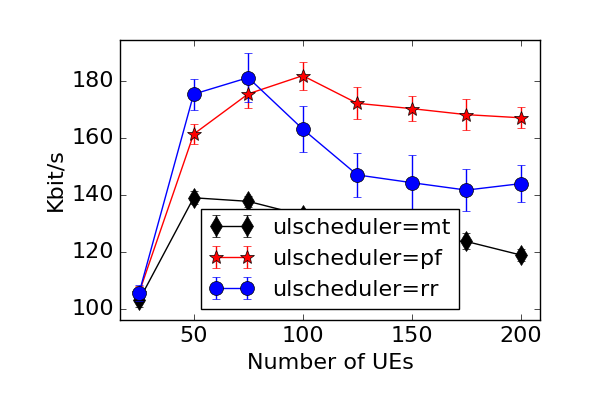 Kbit/s
180
160
140
120
100
ulscheduler=mt
ulscheduler=pf
ulscheduler=rr
50 100 150 200
Number of UEs